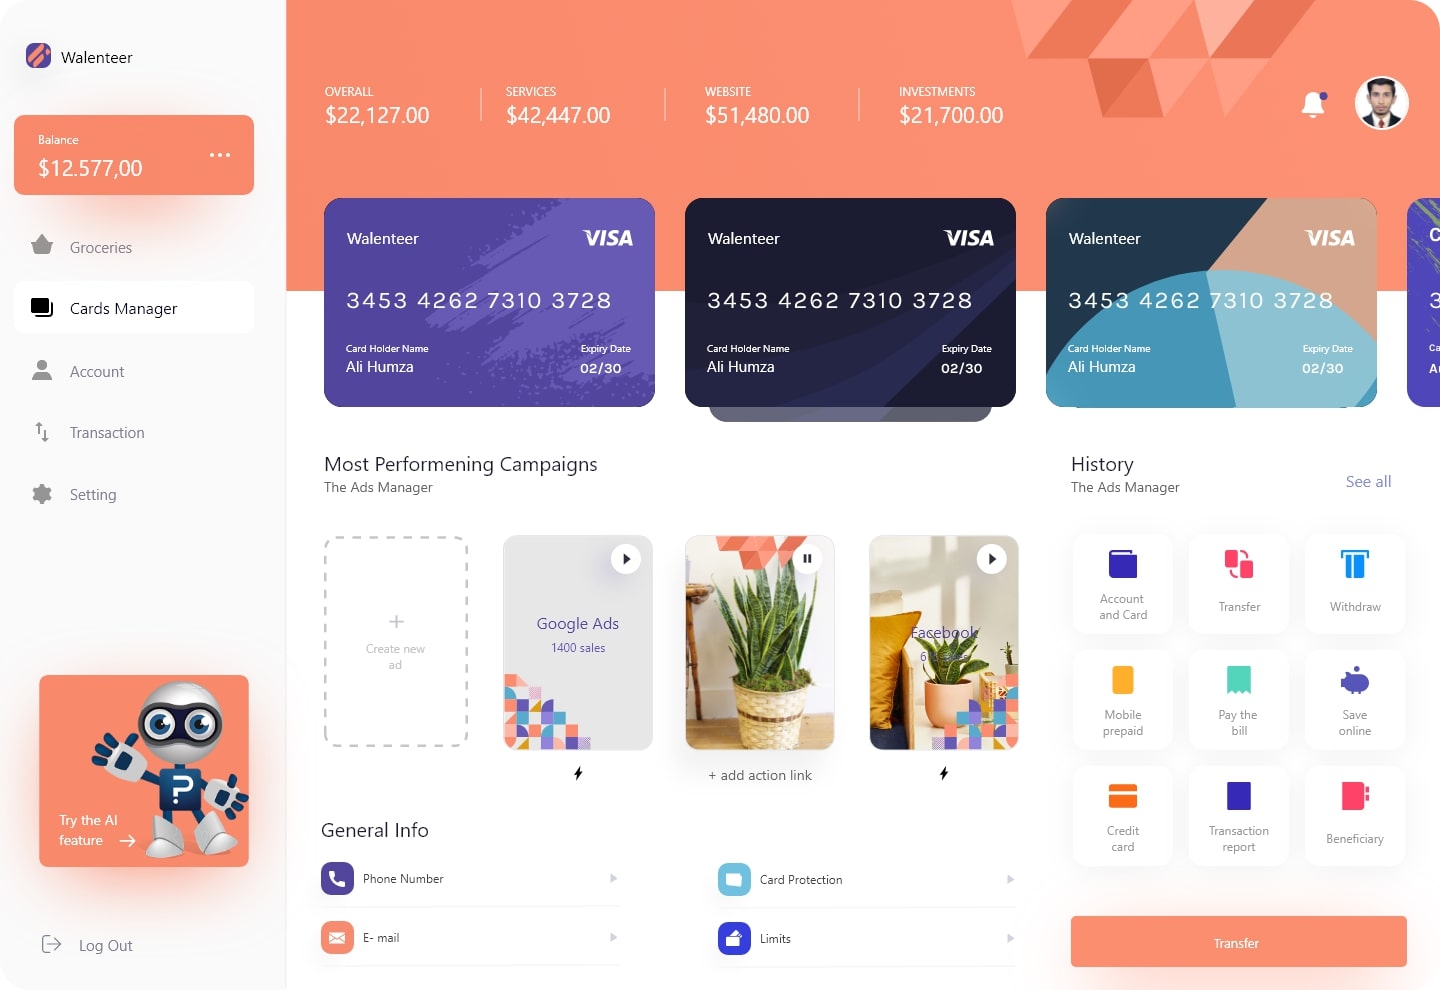 Walenteer
Balance
$12.577,00
Groceries
Cards Manager
Account
Transaction
Setting
Try the AI
feature
Log Out
OVERALL
$22,127.00
SERVICES
$42,447.00
WEBSITE
$51,480.00
INVESTMENTS
$21,700.00
Walenteer
VISA
3453 4262 7310 3728
Card Holder Name
Expiry Date
Ali Humza
02/30
Walenteer
VISA
3453 4262 7310 3728
Card Holder Name
Expiry Date
Ali Humza
02/30
Walenteer
VISA
3453 4262 7310 3728
Card Holder Name
Expiry Date
Ali Humza
02/30
Most Performening Campaigns
The Ads Manager
+
Create new
ad
Google Ads
1400 sales
Facebook
+ add action link
General Info
Phone Number
E- mail
Card Protection
Limits
History
The Ads Manager
See all
Account
and Card
Transfer
Withdraw
Mobile
prepaid
Pay the
bill
Save
online
Credit
card
Transaction
report
Beneficiary
Transfer